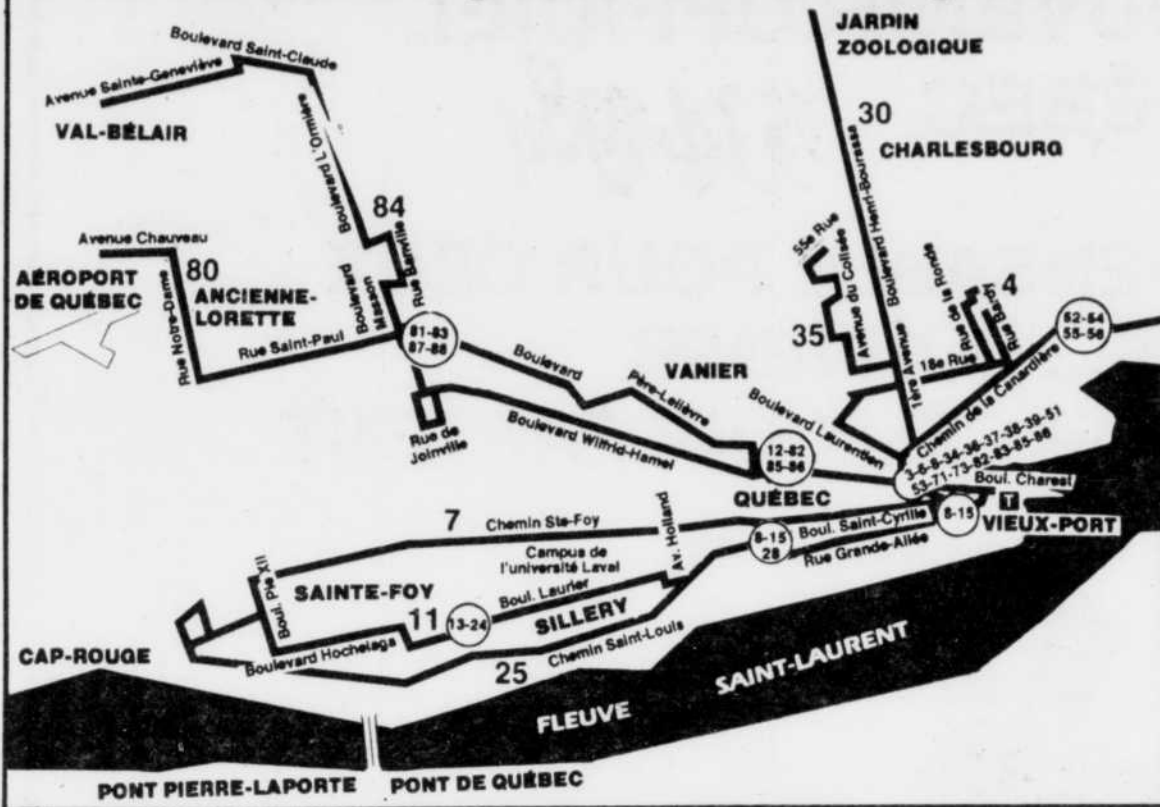 JARDIN
ZOOLOGIQUE
Boulevard Saint-Claude
Avenue Sainte-Geneviève
VAL-BÉLAIR
Boulevard L'Ormière
30
Boulevard Henri-Bourassa
CHARLESBOURG
84
Avenue Chauveau
80
AÉROPORT
DE QUÉBEC
ANCIENNE-
LORETTE
Rue Notre-Dame
Rue Saint-Paul
Boulevard
Masson
Rue Banville
81-83
87-88
55e Rue
Avenue du Colisée
35
1ère Avenue
Rue de la Ronde
4
Rue Bardy
18e Rue
52-54
55-56
Chemin de la Canardière
Boulevard
Père-Lelièvre
VANIER
Boulevard Laurentien
Rue de
Joinville
Boulevard Wilfrid-Hamel
12-82
85-86
3-6-8-34-36-37-38-39-51
53-71-73-82-83-85-86
Boul. Charest
QUÉBEC
T
VIEUX-PORT
8-15
7
Chemin Ste-Foy
Av. Holland
8-15
28
Boul. Saint-Cyrille
Rue Grande-Allée
Campus de
l'université Laval
Boul. Pie XII
SAINTE-FOY
Boul. Laurier
11
13-24
SILLERY
Boulevard Hochelaga
Chemin Saint-Louis
25
CAP-ROUGE
FLEUVE
SAINT-LAURENT
PONT PIERRE-LAPORTE
PONT DE QUÉBEC